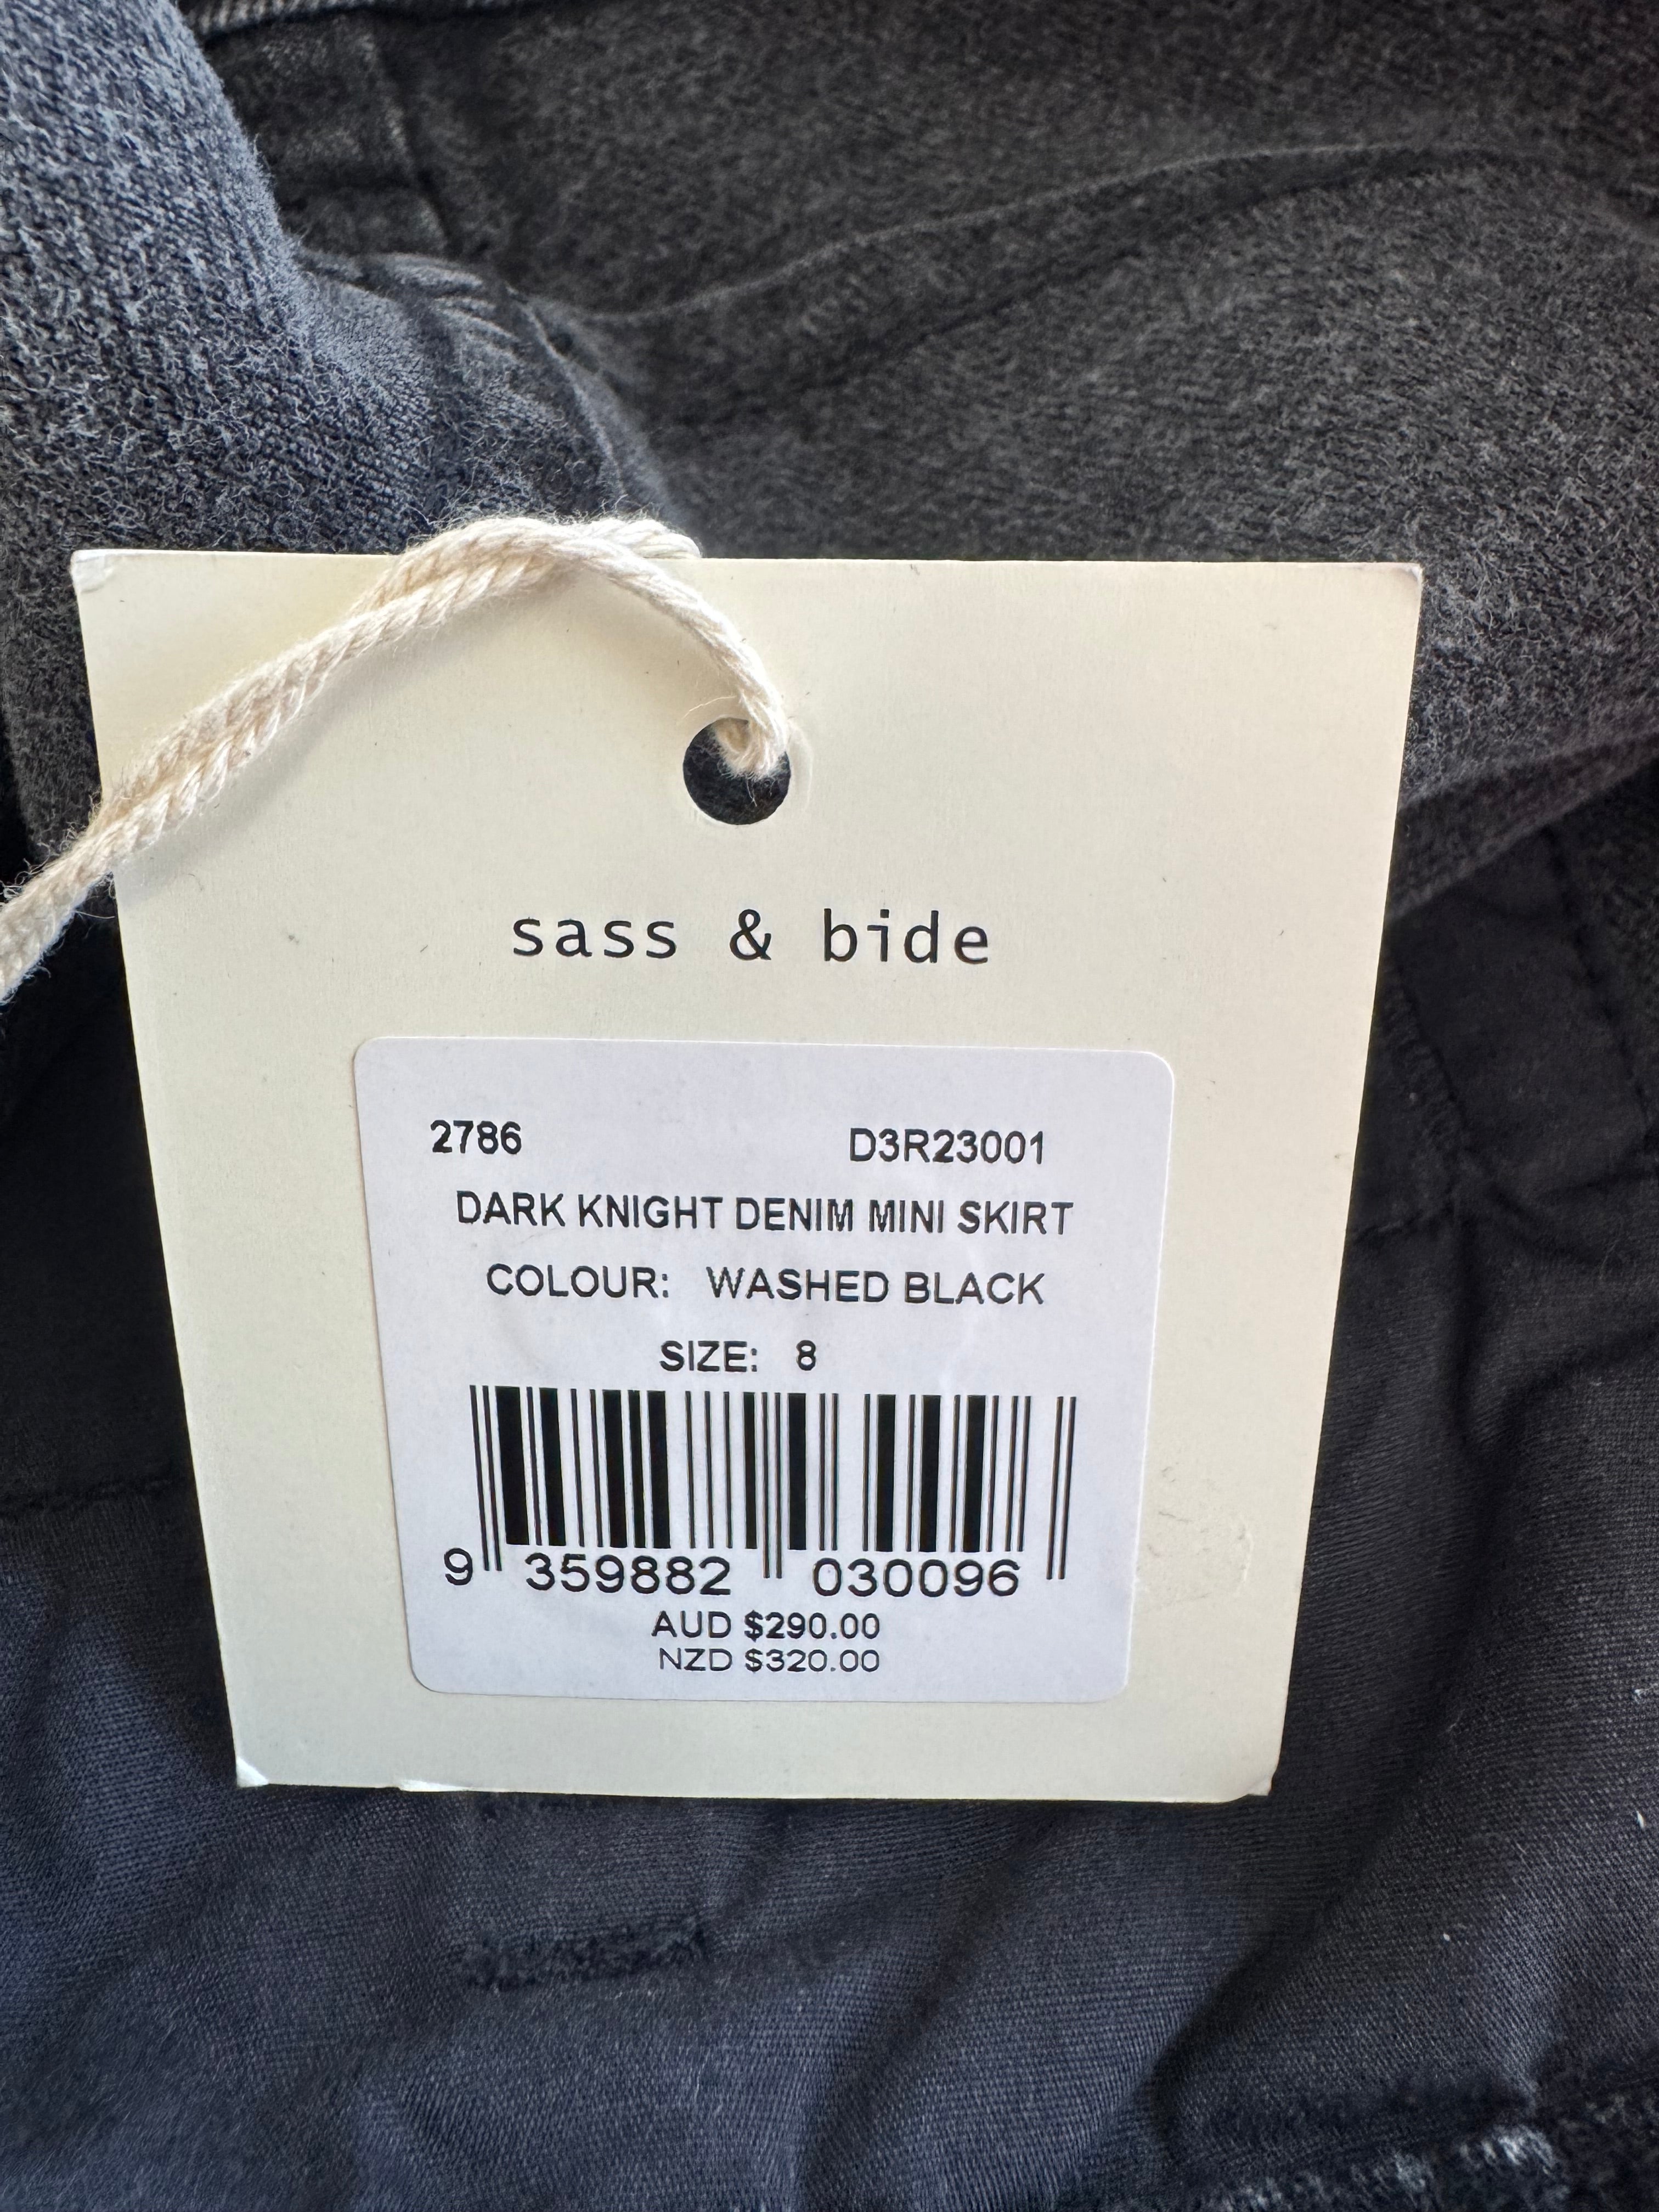 sass & bide
2786 D3R23001
DARK KNIGHT DENIM MINI SKIRT
COLOUR: WASHED BLACK
SIZE: 8
9 359882 030096
AUD $290.00
NZD $320.00